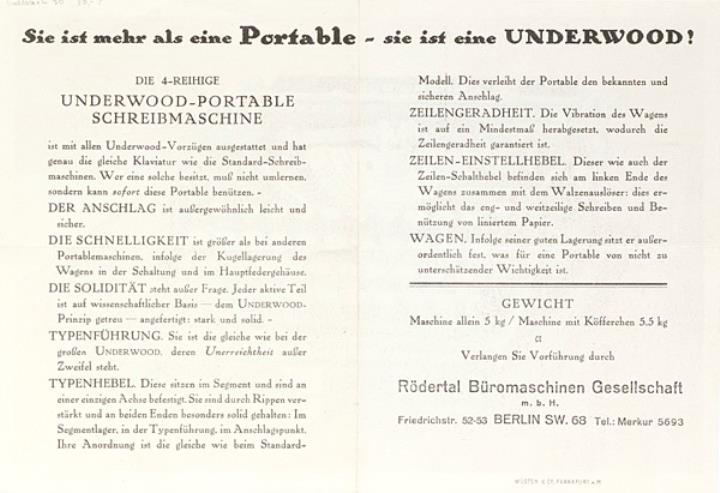 Sie ist mehr als eine Portable - sie ist eine UNDERWOOD!
DIE 4-REIHIGE
UNDERWOOD-PORTABLE
SCHREIBMASCHINE
ist mit allen Underwood-Vorzügen ausgestattet und hat
genau die gleiche Klaviatur wie die Standard-Schreib-
maschinen. Wer eine solche besitzt, muß nicht umlernen,
sondern kann sofort diese Portable benützen. -
DER ANSCHLAG ist außergewöhnlich leicht und
sicher.
DIE SCHNELLIGKEIT ist größer als bei anderen
Portablemaschinen, infolge der Kugellagerung des
Wagens in der Schaltung und im Hauptfedergehäuse.
DIE SOLIDITÄT steht außer Frage. Jeder aktive Teil
ist auf wissenschaftlicher Basis — dem UNDERWOOD-
Prinzip getreu — angefertigt: stark und solid. -
TYPENFÜHRUNG. Sie ist die gleiche wie bei der
großen UNDERWOOD, deren Unerreichtheit außer
Zweifel steht.
TYPENHEBEL. Diese sitzen im Segment und sind an
einer einzigen Achse befestigt. Sie sind durch Rippen ver-
stärkt und an beiden Enden besonders solid gehalten: Im
Segmentlager, in der Typenführung, im Anschlagpunkt.
Ihre Anordnung ist die gleiche wie beim Standard-
Modell. Dies verleiht der Portable den bekannten und
sicheren Anschlag.
ZEILENGERADHEIT. Die Vibration des Wagens
ist auf ein Mindestmaß herabgesetzt, wodurch die
Zeilengeradheit garantiert ist.
ZEILEN-EINSTELLHEBEL. Dieser wie auch der
Zeilen-Schalthebel befinden sich am linken Ende des
Wagens zusammen mit dem Walzenauslöser: dies er-
möglicht das eng- und weitzeilige Schreiben und Be-
nützung von liniertem Papier.
WAGEN. Infolge seiner guten Lagerung sitzt er außer-
ordentlich fest, was für eine Portable von nicht zu
unterschätzender Wichtigkeit ist.
GEWICHT
Maschine allein 5 kg / Maschine mit Köfferchen 5.5 kg
Verlangen Sie Vorführung durch
Rödertal Büromaschinen Gesellschaft
m. b. H.
Friedrichstr. 52-53 BERLIN SW. 68 Tel.: Merkur 5693
WÜSTEN & CO, FRANKFURT a. M.